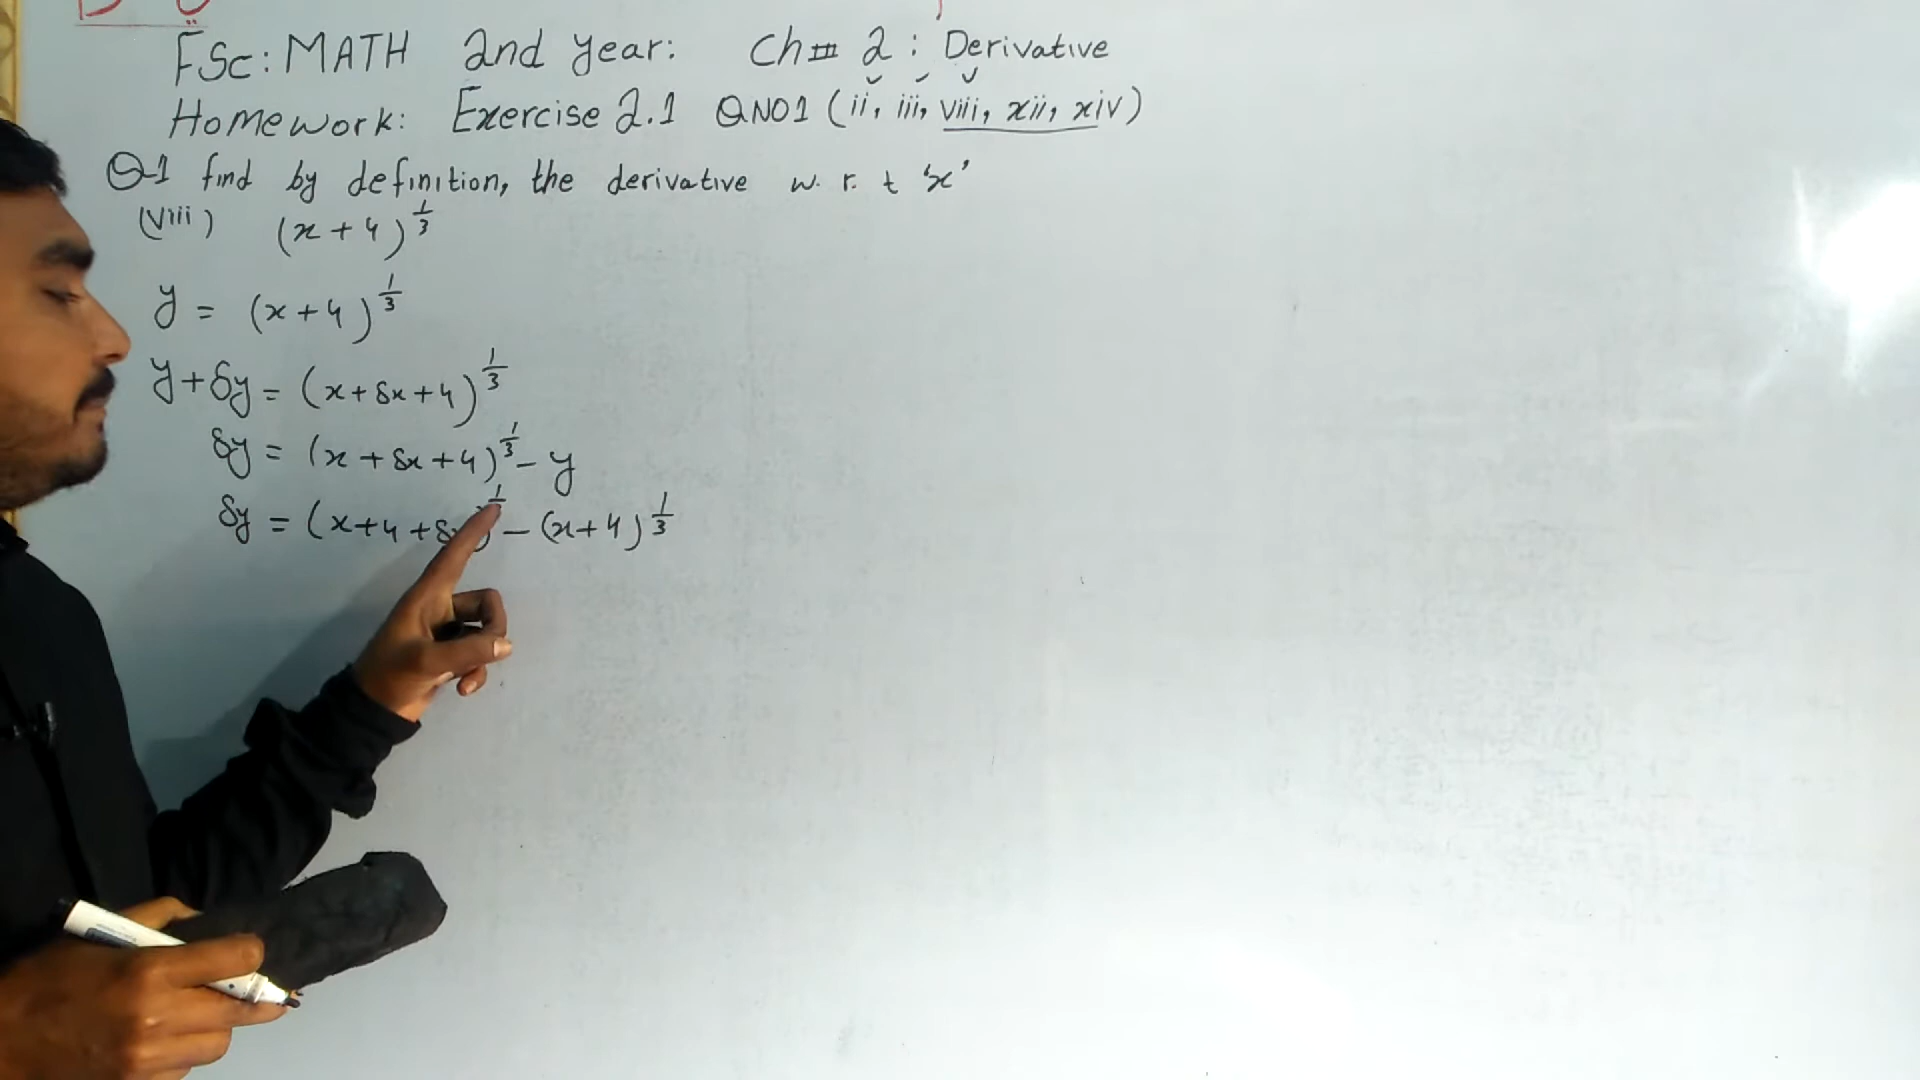 FSc: MATH 2nd year: Ch# 2: Derivative
Homework: Exercise 2.1 QNO1 (ii, iii, viii, xii, xiv)
Q-1 find by definition, the derivative w. r. t 'x'
(viii) (x+4)^{1/3}
y = (x+4)^{1/3}
y+δy = (x+δx+4)^{1/3}
δy = (x+δx+4)^{1/3} - y
δy = (x+4+δx) - (x+4)^{1/3}